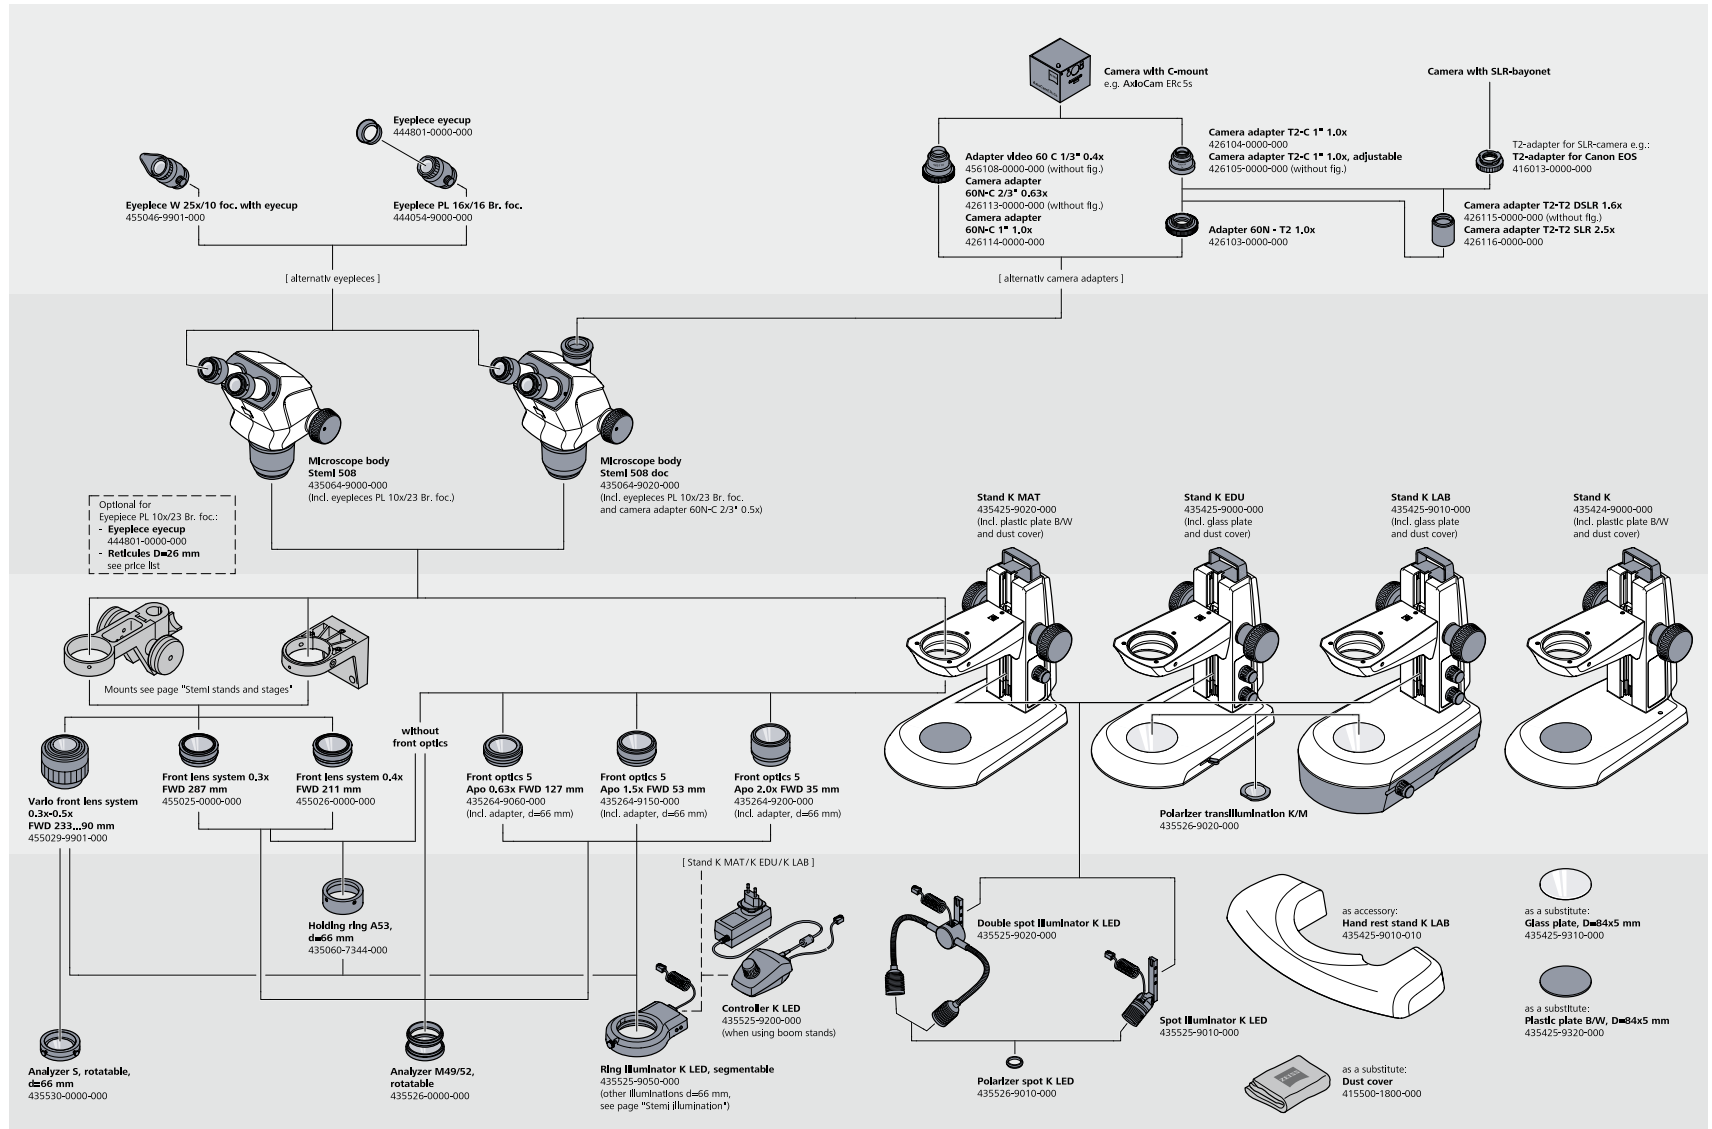 Camera with C-mount
e.g. AxioCam ERc5s
Camera with SLR-bayonet
Eyepiece eyecup
444801-0000-000
Eyepiece W 25x/10 foc. with eyecup
455046-9901-000
Eyepiece PL 16x/16 Br. foc.
444054-9000-000
[ alternativ eyepieces ]
Adapter video 60 C 1/3" 0.4x
456108-0000-000 (without fig.)
Camera adapter
60N-C 2/3" 0.63x
426113-0000-000 (without fig.)
Camera adapter
60N-C 1" 1.0x
426114-0000-000
Camera adapter T2-C 1" 1.0x
426104-0000-000
Camera adapter T2-C 1" 1.0x, adjustable
426105-0000-000 (without fig.)
Adapter 60N - T2 1,0x
426103-0000-000
T2-adapter for SLR-camera e.g.:
T2-adapter for Canon EOS
416013-0000-000
Camera adapter T2-T2 DSLR 1.6x
426115-0000-000 (without fig.)
Camera adapter T2-T2 SLR 2.5x
426116-0000-000
[ alternativ camera adapters ]
Microscope body
Stemi 508
435064-9000-000
(Incl. eyepieces PL 10x/23 Br. foc.)
Microscope body
Stemi 508 doc
435064-9020-000
(Incl. eyepieces PL 10x/23 Br. foc.
and camera adapter 60N-C 2/3" 0.5x)
Optional for
Eyepiece PL 10x/23 Br. foc.:
- Eyepiece eyecup
444801-0000-000
- Reticules D=26 mm
see price list
Stand K MAT
435425-9020-000
(Incl. plastic plate B/W
and dust cover)
Stand K EDU
435425-9000-000
(Incl. glass plate
and dust cover)
Stand K LAB
435425-9010-000
(Incl. glass plate
and dust cover)
Stand K
435424-9000-000
(Incl. plastic plate B/W
and dust cover)
Mounts see page "Stemi stands and stages"
without
front optics
Vario front lens system
0.3x-0.5x
FWD 233...90 mm
455029-9901-000
Front lens system 0.3x
FWD 287 mm
455025-0000-000
Front lens system 0.4x
FWD 211 mm
455026-0000-000
Front optics 5
Apo 0.63x FWD 127 mm
435264-9060-000
(Incl. adapter, d=66 mm)
Front optics 5
Apo 1,5x FWD 53 mm
435264-9150-000
(Incl. adapter, d=66 mm)
Front optics 5
Apo 2.0x FWD 35 mm
435264-9200-000
(Incl. adapter, d=66 mm)
Polarizer transillumination K/M
435526-9020-000
[ Stand K MAT/K EDU/K LAB ]
Holding ring A53,
d=66 mm
435060-7344-000
Controller K LED
435525-9200-000
(when using boom stands)
Double spot illuminator K LED
435525-9020-000
Spot illuminator K LED
435525-9010-000
Polarizer spot K LED
435526-9010-000
as accessory:
Hand rest stand K LAB
435425-9010-010
as a substitute:
Glass plate, D=84x5 mm
435425-9310-000
as a substitute:
Plastic plate B/W, D=84x5 mm
435425-9320-000
as a substitute:
Dust cover
415500-1800-000
Analyzer S, rotatable,
d=66 mm
435530-0000-000
Analyzer M49/52,
rotatable
435526-0000-000
Ring illuminator K LED, segmentable
435525-9050-000
(other illuminations d=66 mm,
see page "Stemi illumination")